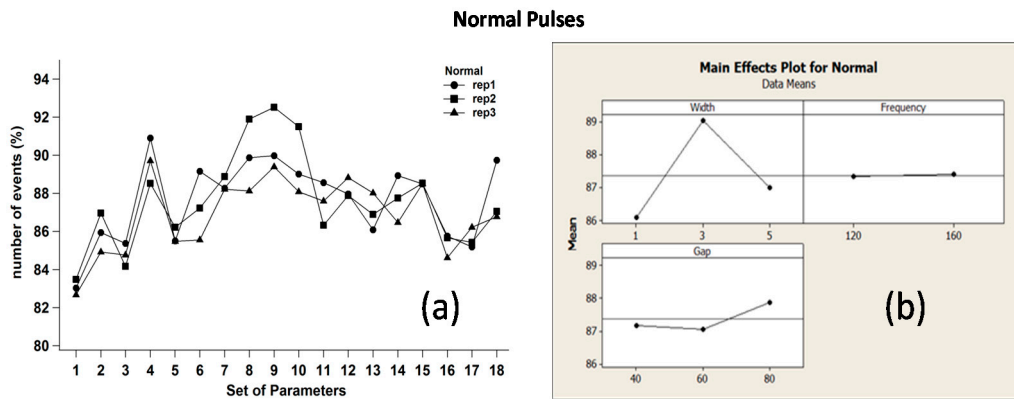 Normal Pulses
94
92
90
88
86
84
82
80
number of events (%)
Normal
rep1
rep2
rep3
(a)
1 2 3 4 5 6 7 8 9 10 11 12 13 14 15 16 17 18
Set of Parameters
Main Effects Plot for Normal
Data Means
Width Frequency
89
88
87
86
1 3 5 120 160
Mean
Gap
89
88
87
86
40 60 80
(b)